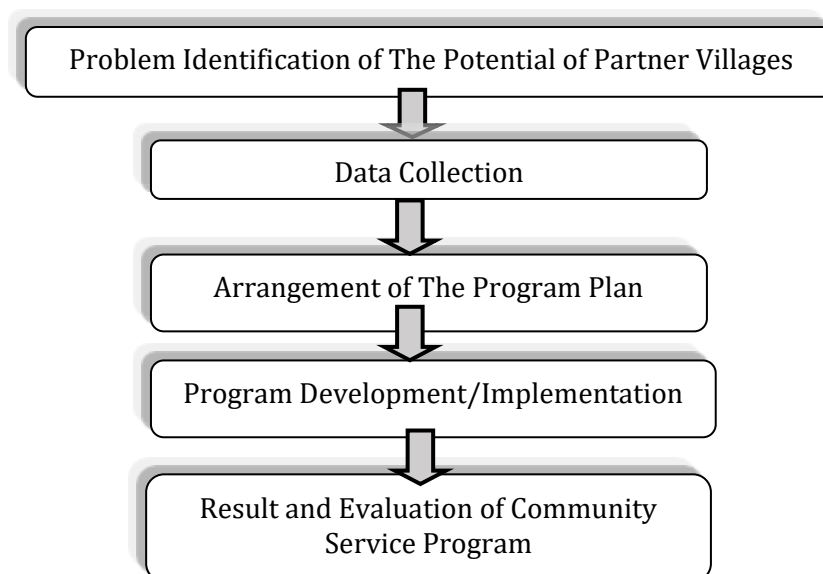 Problem Identification of The Potential of Partner Villages
Data Collection
Arrangement of The Program Plan
Program Development/Implementation
Result and Evaluation of Community
Service Program